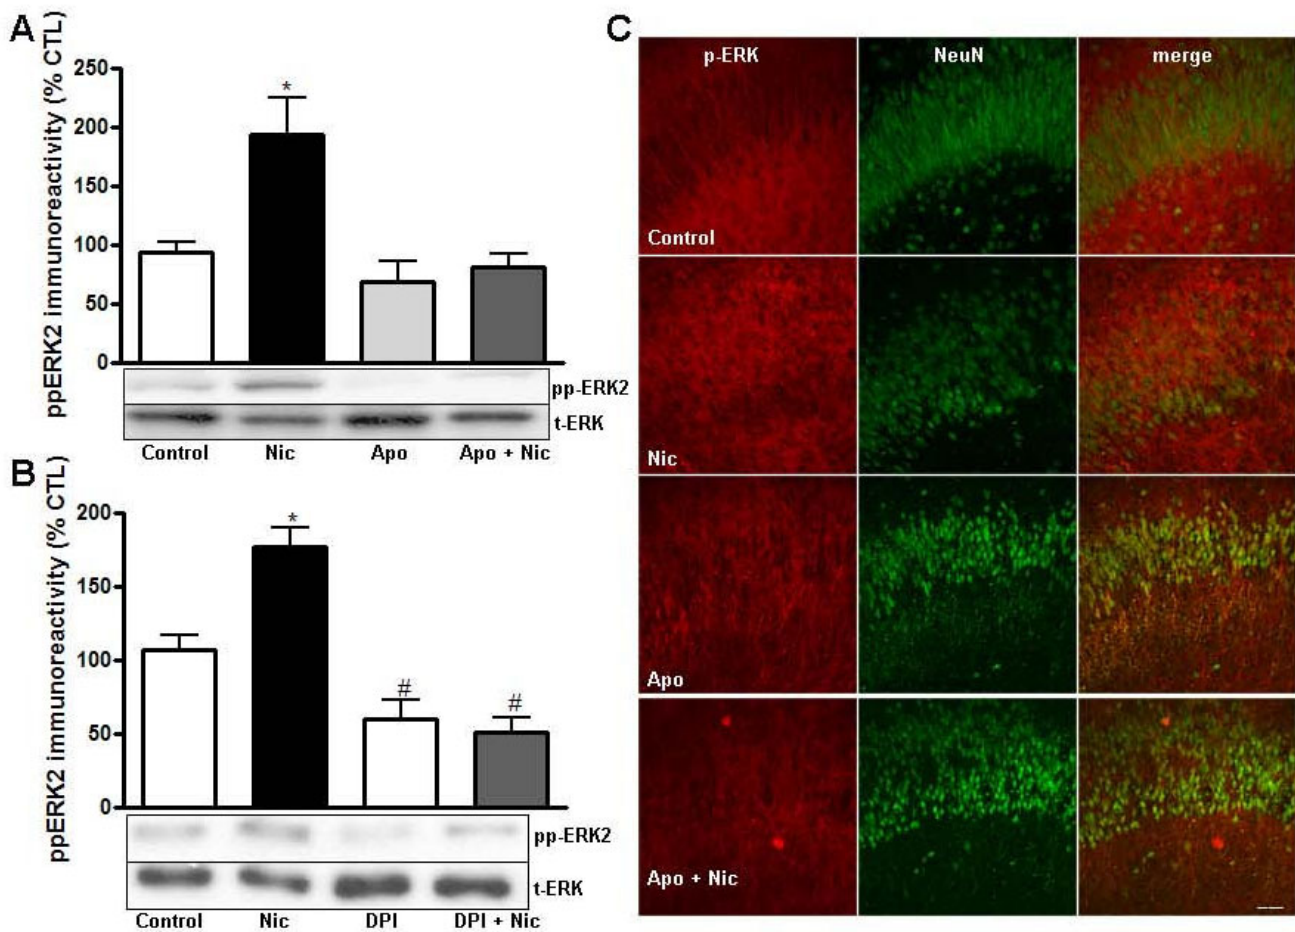 A
ppERK2 immunoreactivity (% CTL)
250
200
150
100
50
0
*
pp-ERK2
t-ERK
Control Nic Apo Apo + Nic
B
ppERK2 immunoreactivity (% CTL)
200
150
100
50
0
*
#
#
pp-ERK2
t-ERK
Control Nic DPI DPI + Nic
C
p-ERK NeuN merge
Control
Nic
Apo
Apo + Nic